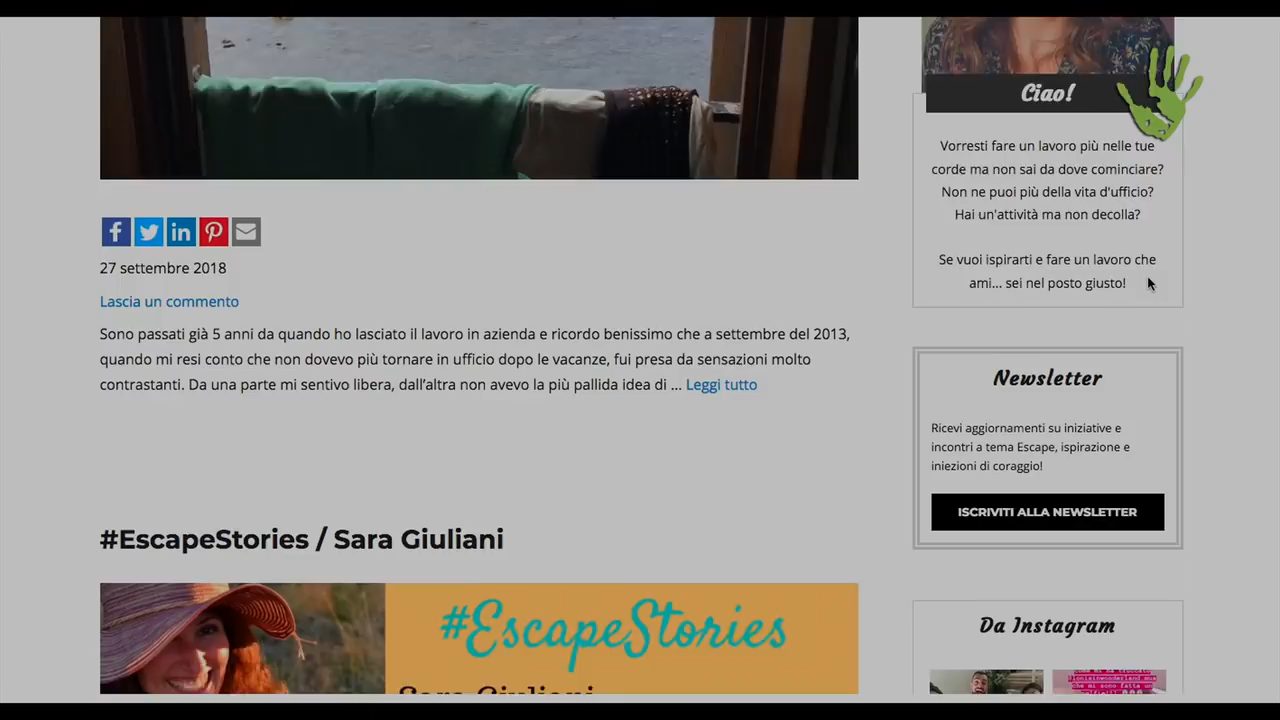 27 settembre 2018
Lascia un commento
Sono passati già 5 anni da quando ho lasciato il lavoro in azienda e ricordo benissimo che a settembre del 2013,
quando mi resi conto che non dovevo più tornare in ufficio dopo le vacanze, fui presa da sensazioni molto
contrastanti. Da una parte mi sentivo libera, dall’altra non avevo la più pallida idea di ... Leggi tutto
#EscapeStories / Sara Giuliani
#EscapeStories
Sara Giuliani
Ciao!
Vorresti fare un lavoro più nelle tue
corde ma non sai da dove cominciare?
Non ne puoi più della vita d'ufficio?
Hai un'attività ma non decolla?
Se vuoi ispirarti e fare un lavoro che
ami... sei nel posto giusto!
Newsletter
Ricevi aggiornamenti su iniziative e
incontri a tema Escape, ispirazione e
iniezioni di coraggio!
ISCRIVITI ALLA NEWSLETTER
Da Instagram